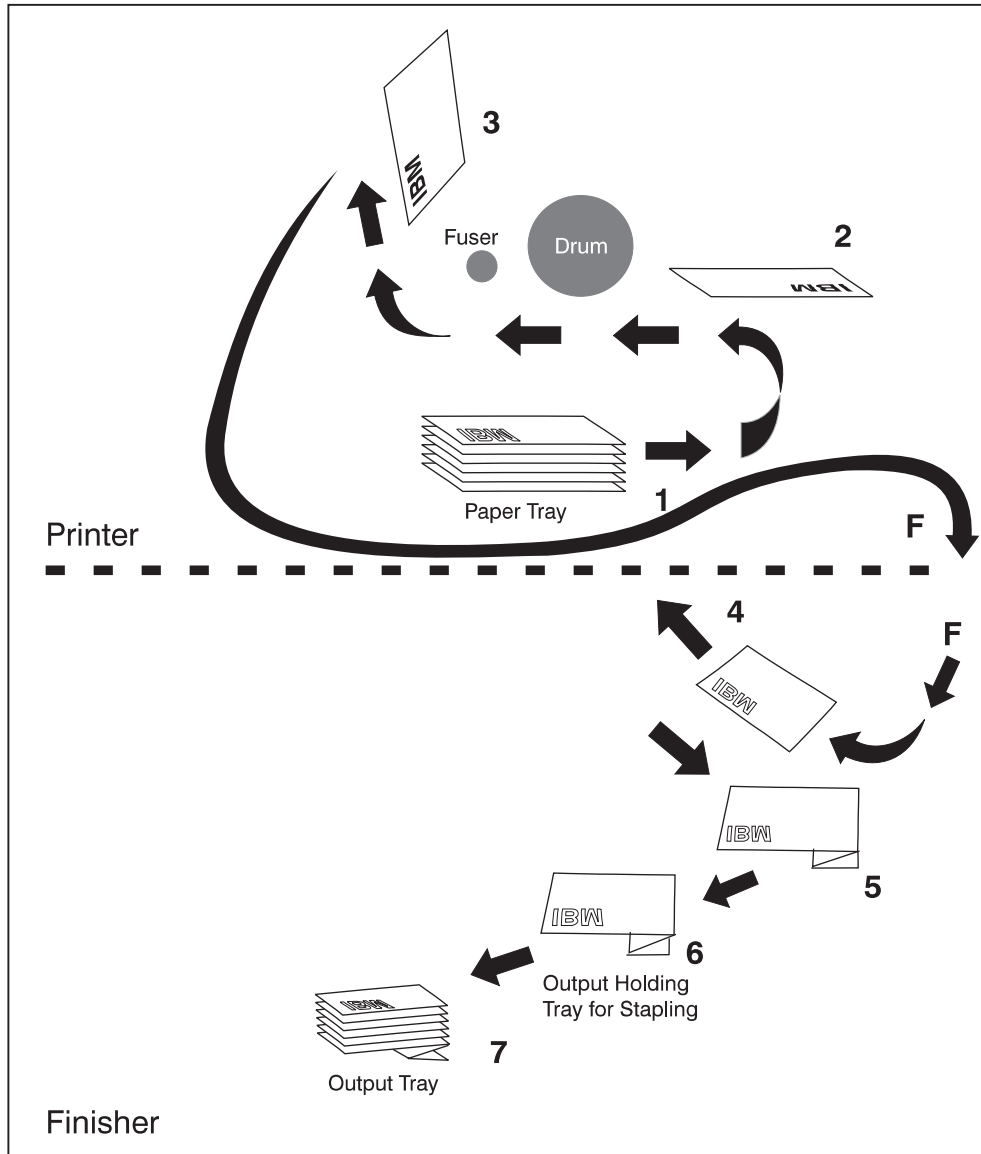 3
IBM
Fuser
Drum
2
IBM
IBM
1
Paper Tray
Printer
F
4
F
IBM
IBM
5
IBM
6
Output Holding
Tray for Stapling
IBM
7
Output Tray
Finisher